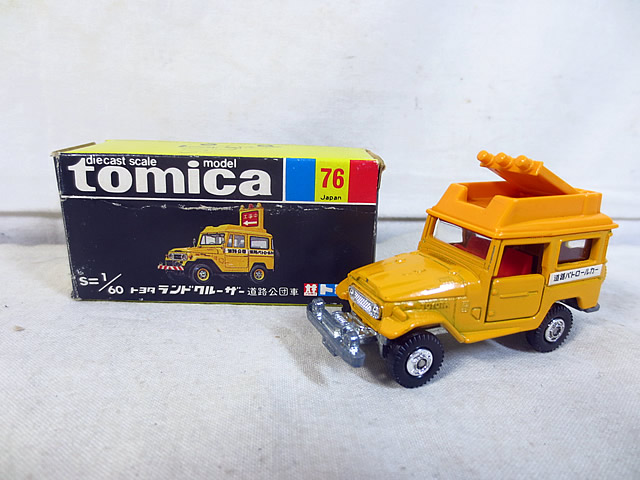 diecast scale model
tomica
76
Japan
S=1/60 トヨタ ランドクルーザー 道路公団車
道路パトロールカー